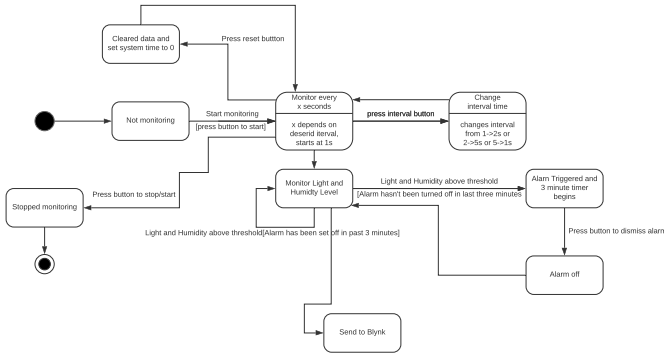 Cleared data and
set system time to 0
Press reset buttton
Monitor every
x seconds
x depends on
deserid iterval,
starts at 1s
press interval button
Change
interval time
changes interval
from 1->2s or
2->5s or 5->1s
Not monitoring
Start monitoring
[press button to start]
Stopped monitoring
Press button to stop/start
Monitor Light and
Humidty Level
Light and Humidity above threshold
[Alarm hasn't been turned off in last three minutes
Alarn Triggered and
3 minute timer
begins
Press button to dismiss alarn
Light and Humidity above threshold[Alarm has been set off in past 3 minutes]
Alarm off
Send to Blynk